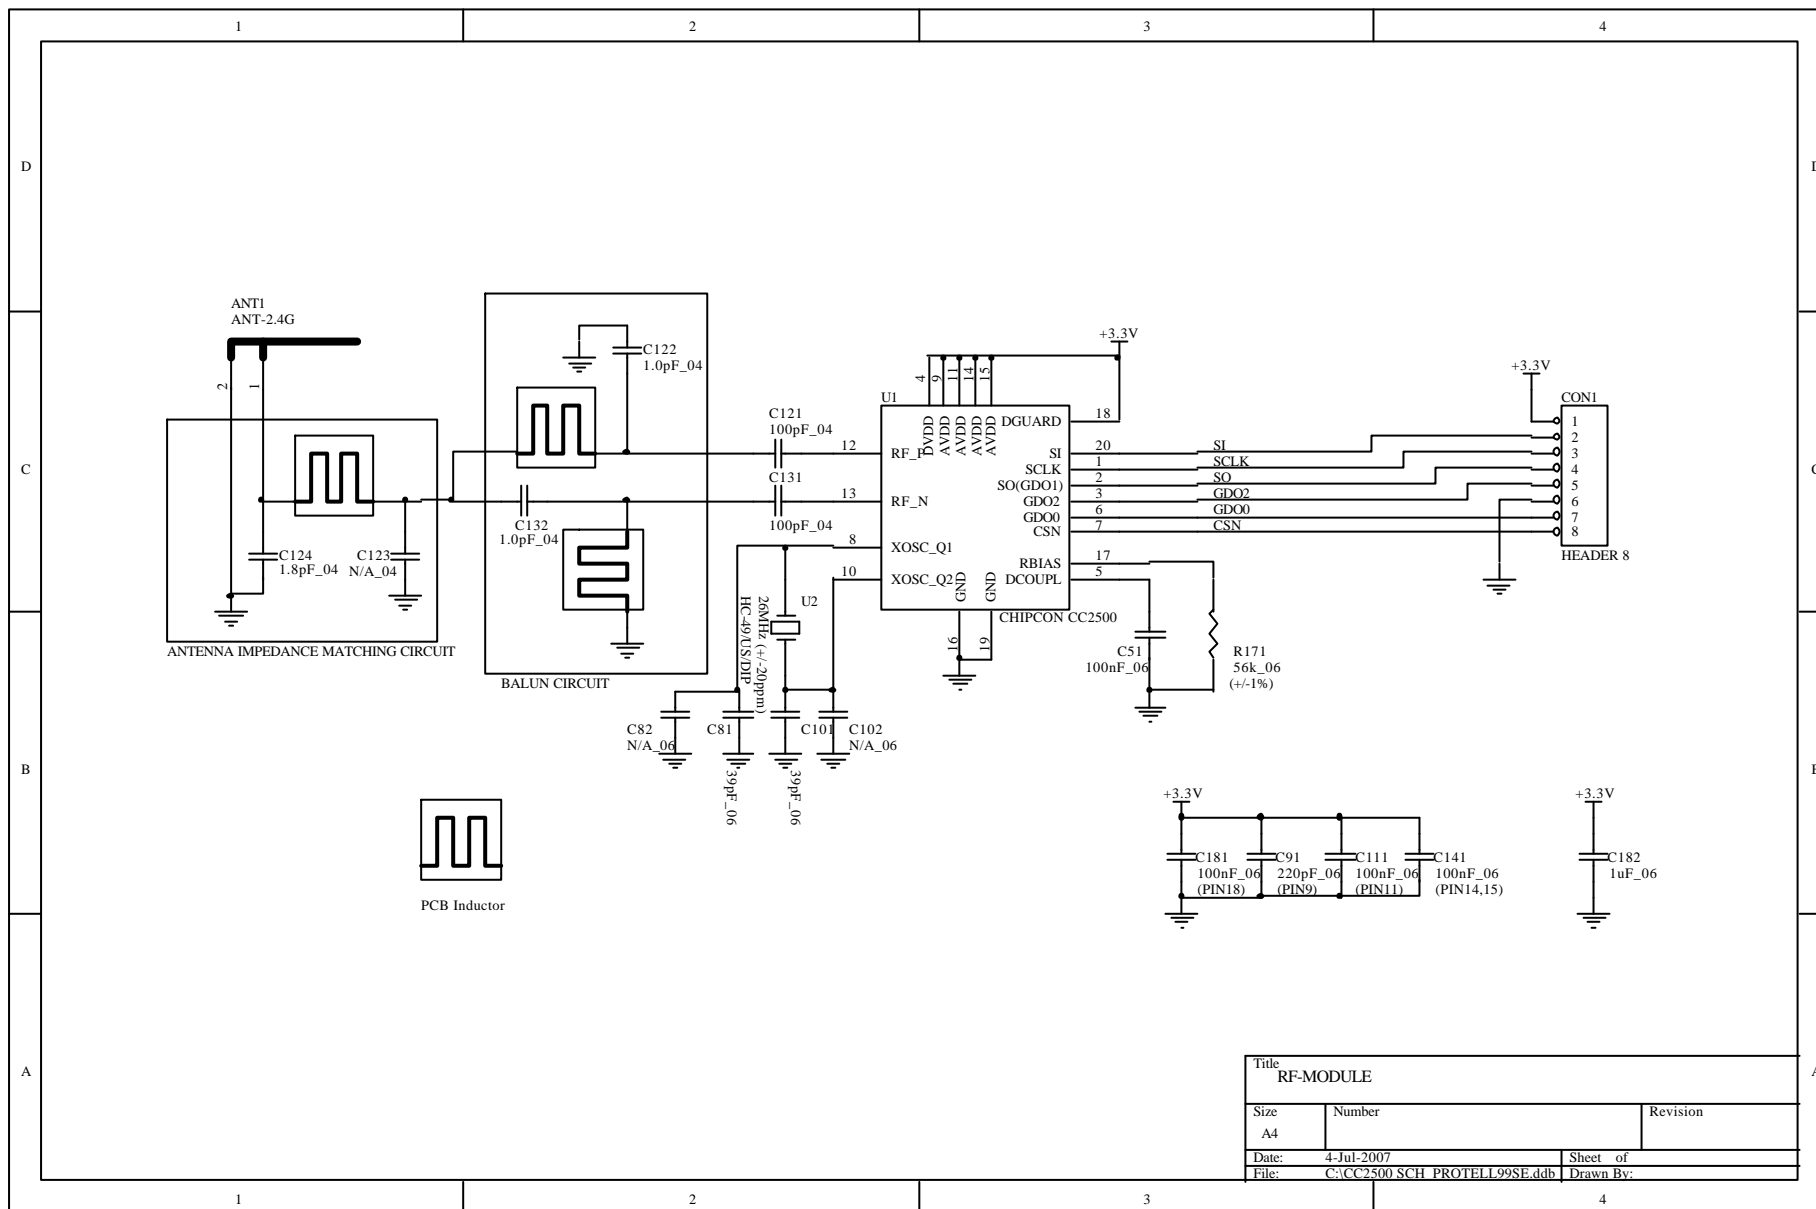 1 2 3 4
D
C
B
A
ANT1
ANT-2.4G
2
1
C124
1.8pF_04
C123
N/A_04
ANTENNA IMPEDANCE MATCHING CIRCUIT
C122
1.0pF_04
C132
1.0pF_04
BALUN CIRCUIT
C121
100pF_04
C131
100pF_04
12
13
8
10
U1
4
9
11
14
15
DVDD
AVDD
AVDD
AVDD
AVDD
RF_P
RF_N
XOSC_Q1
XOSC_Q2
GND
GND
16
19
DGUARD
SI
SCLK
SO(GDO1)
GDO2
GDO0
CSN
RBIAS
DCOUPL
CHIPCON CC2500
+3.3V
18
20
1
2
3
6
7
17
5
SI
SCLK
SO
GDO2
GDO0
CSN
+3.3V
CON1
1
2
3
4
5
6
7
8
HEADER 8
U2
26MHz (+/-20ppm)
HC-49/US/DIP
C82
N/A_06
C81
39pF_06
C101
39pF_06
C102
N/A_06
C51
100nF_06
R171
56k_06
(+/-1%)
PCB Inductor
+3.3V
C181
100nF_06
(PIN18)
C91
220pF_06
(PIN9)
C111
100nF_06
(PIN11)
C141
100nF_06
(PIN14,15)
+3.3V
C182
1uF_06
Title
RF-MODULE
Size
A4
Number
Revision
Date: 4-Jul-2007
Sheet of
File: C:\CC2500 SCH_PROTELL99SE.ddb
Drawn By:
1 2 3 4